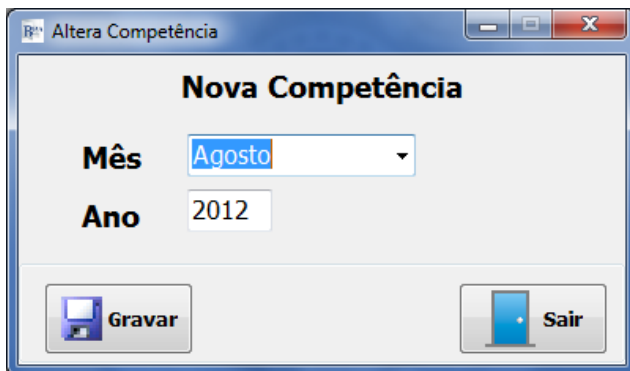 Altera Competência
Nova Competência
Mês Agosto
Ano 2012
Gravar Sair